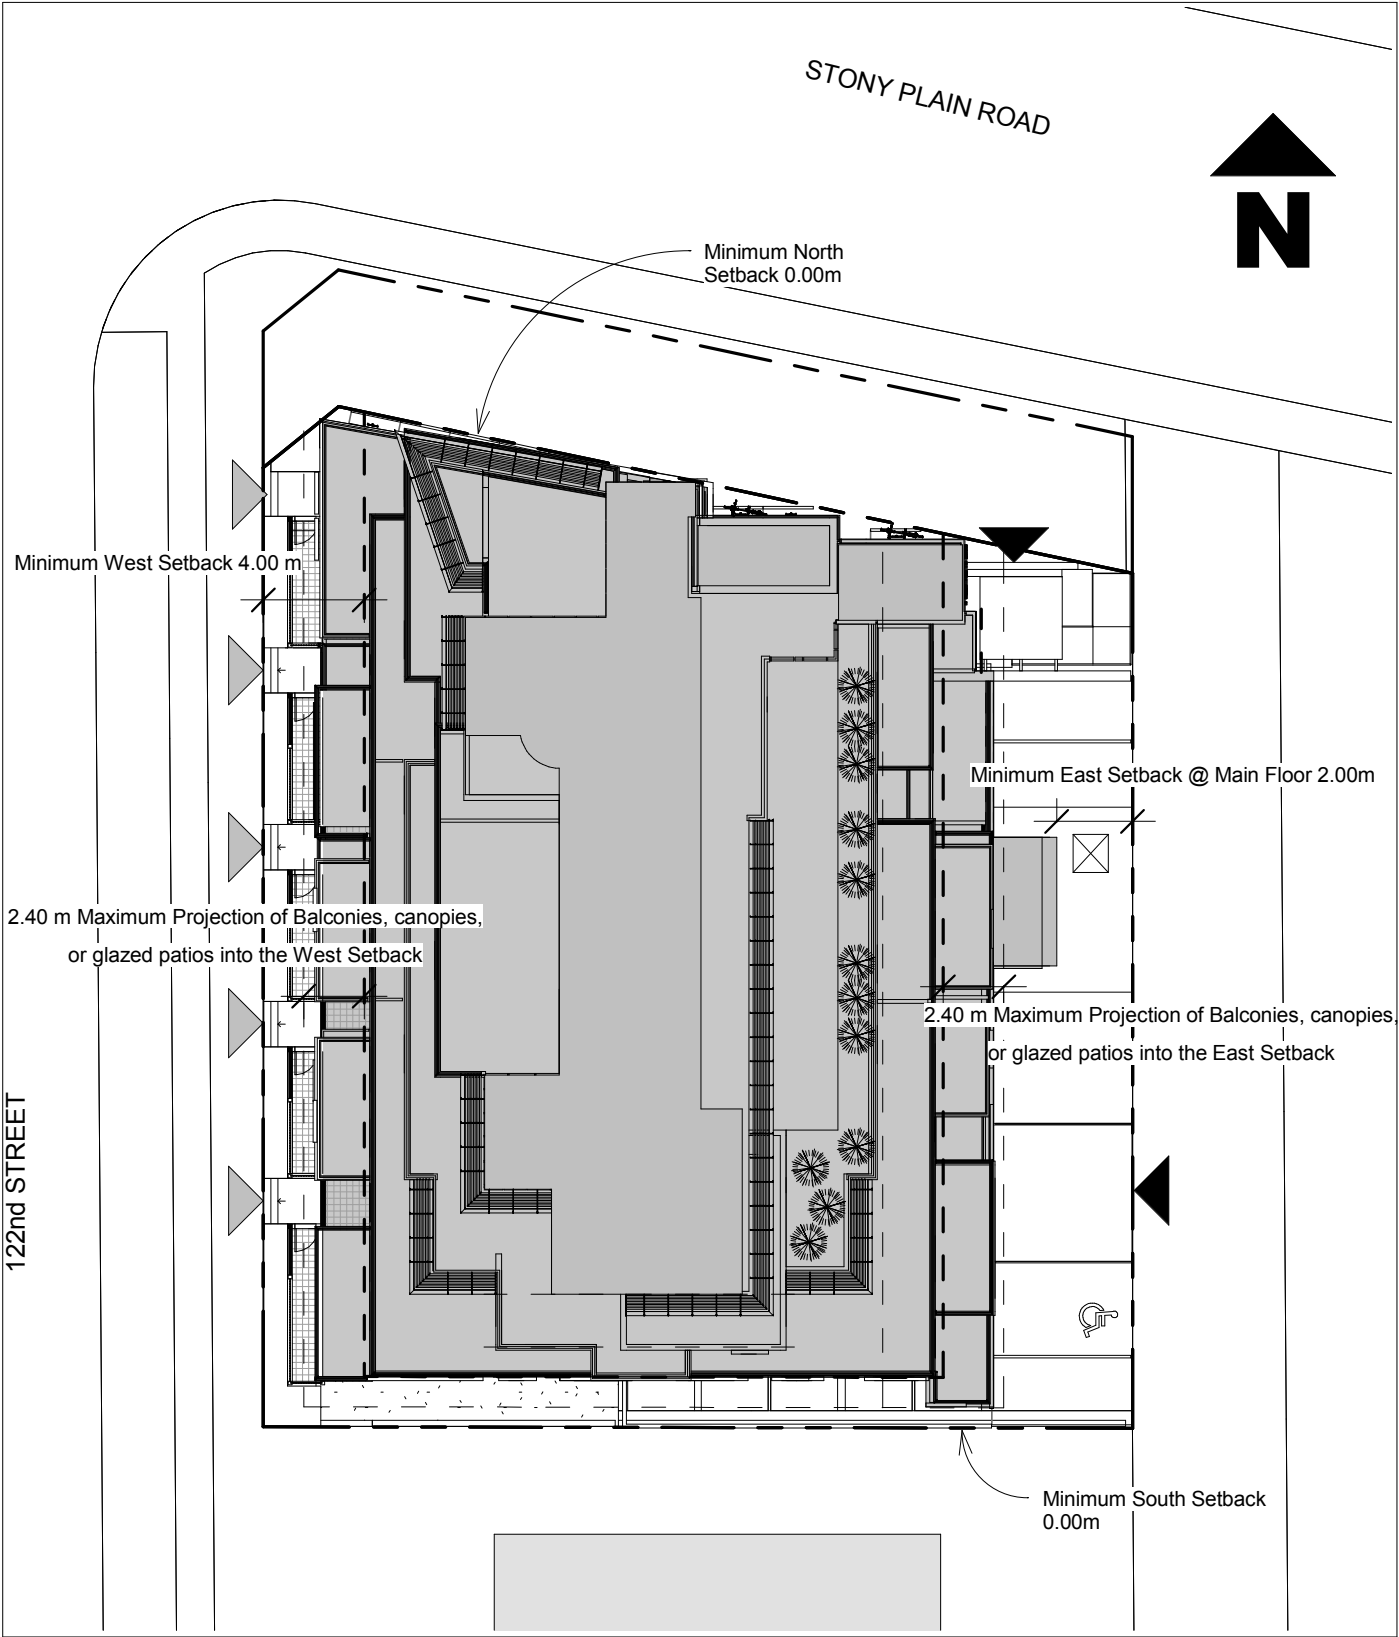 STONY PLAIN ROAD
N
Minimum North
Setback 0.00m
Minimum West Setback 4.00 m
Minimum East Setback @ Main Floor 2.00m
2.40 m Maximum Projection of Balconies, canopies,
or glazed patios into the West Setback
2.40 m Maximum Projection of Balconies, canopies,
or glazed patios into the East Setback
122nd STREET
Minimum South Setback
0.00m